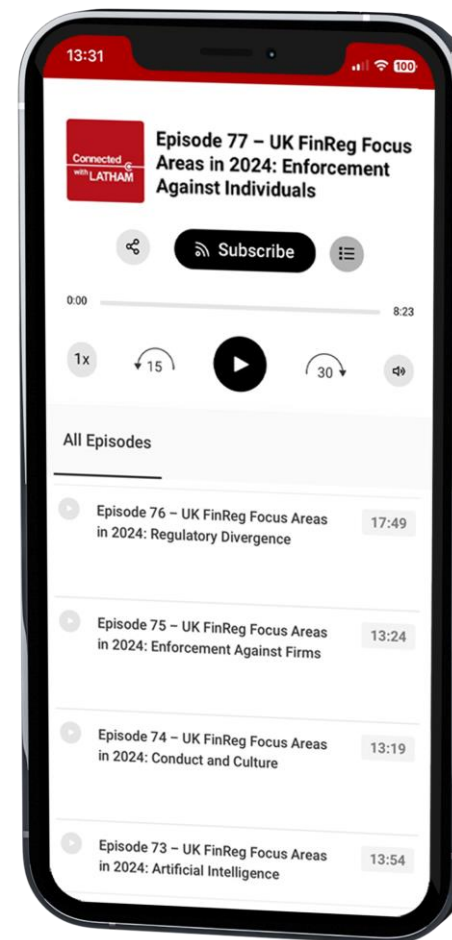 13:31
100
Connected
with LATHAM
Episode 77 – UK FinReg Focus
Areas in 2024: Enforcement
Against Individuals
Subscribe
0:00
8:23
1x
15
30
All Episodes
Episode 76 – UK FinReg Focus Areas
in 2024: Regulatory Divergence
17:49
Episode 75 – UK FinReg Focus Areas
in 2024: Enforcement Against Firms
13:24
Episode 74 – UK FinReg Focus Areas
in 2024: Conduct and Culture
13:19
Episode 73 – UK FinReg Focus Areas
in 2024: Artificial Intelligence
13:54